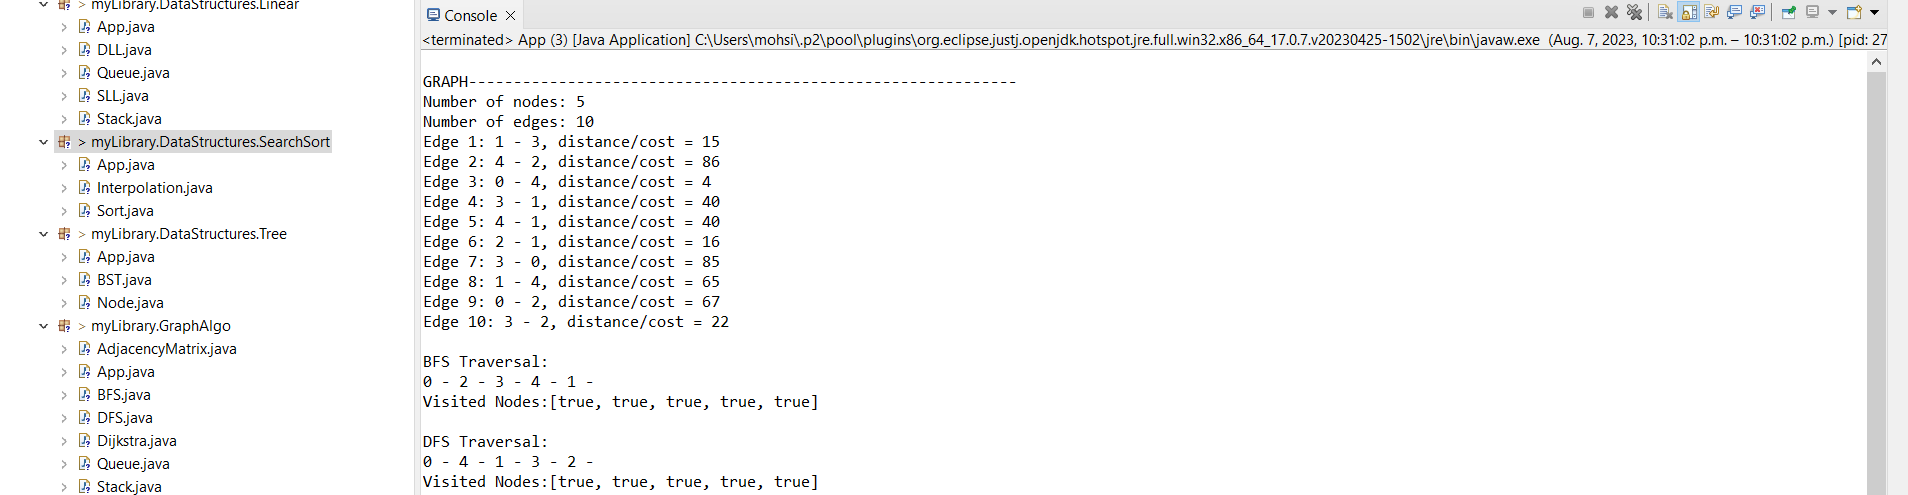 > myLibrary.DataStructures.Linear
App.java
DLL.java
Queue.java
SLL.java
Stack.java
> myLibrary.DataStructures.SearchSort
App.java
Interpolation.java
Sort.java
> myLibrary.DataStructures.Tree
App.java
BST.java
Node.java
> myLibrary.GraphAlgo
AdjacencyMatrix.java
App.java
BFS.java
DFS.java
Dijkstra.java
Queue.java
Stack.java
Console
<terminated> App (3) [Java Application] C:\Users\mohsi\.p2\pool\plugins\org.eclipse.justj.openjdk.hotspot.jre.full.win32.x86_64_17.0.7.v20230425-1502\jre\bin\javaw.exe (Aug. 7, 2023, 10:31:02 p.m. – 10:31:02 p.m.) [pid: 27
GRAPH-------------------------------------------------------------
Number of nodes: 5
Number of edges: 10
Edge 1: 1 - 3, distance/cost = 15
Edge 2: 4 - 2, distance/cost = 86
Edge 3: 0 - 4, distance/cost = 4
Edge 4: 3 - 1, distance/cost = 40
Edge 5: 4 - 1, distance/cost = 40
Edge 6: 2 - 1, distance/cost = 16
Edge 7: 3 - 0, distance/cost = 85
Edge 8: 1 - 4, distance/cost = 65
Edge 9: 0 - 2, distance/cost = 67
Edge 10: 3 - 2, distance/cost = 22
BFS Traversal:
0 - 2 - 3 - 4 - 1 -
Visited Nodes:[true, true, true, true, true]
DFS Traversal:
0 - 4 - 1 - 3 - 2 -
Visited Nodes:[true, true, true, true, true]